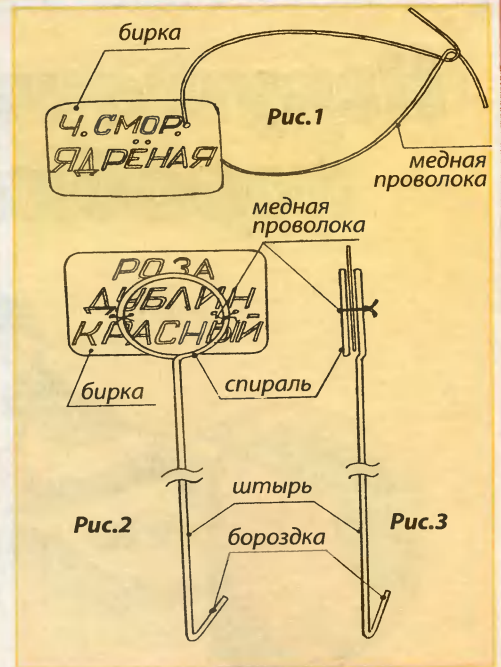 бирка
Ч. СМОР.
ЯДРЁНАЯ
Рис.1
медная
проволока
медная
проволока
РОЗА
ДУБЛИН
КРАСНЫЙ
бирка
спираль
штырь
Рис.2
Рис.3
бороздка